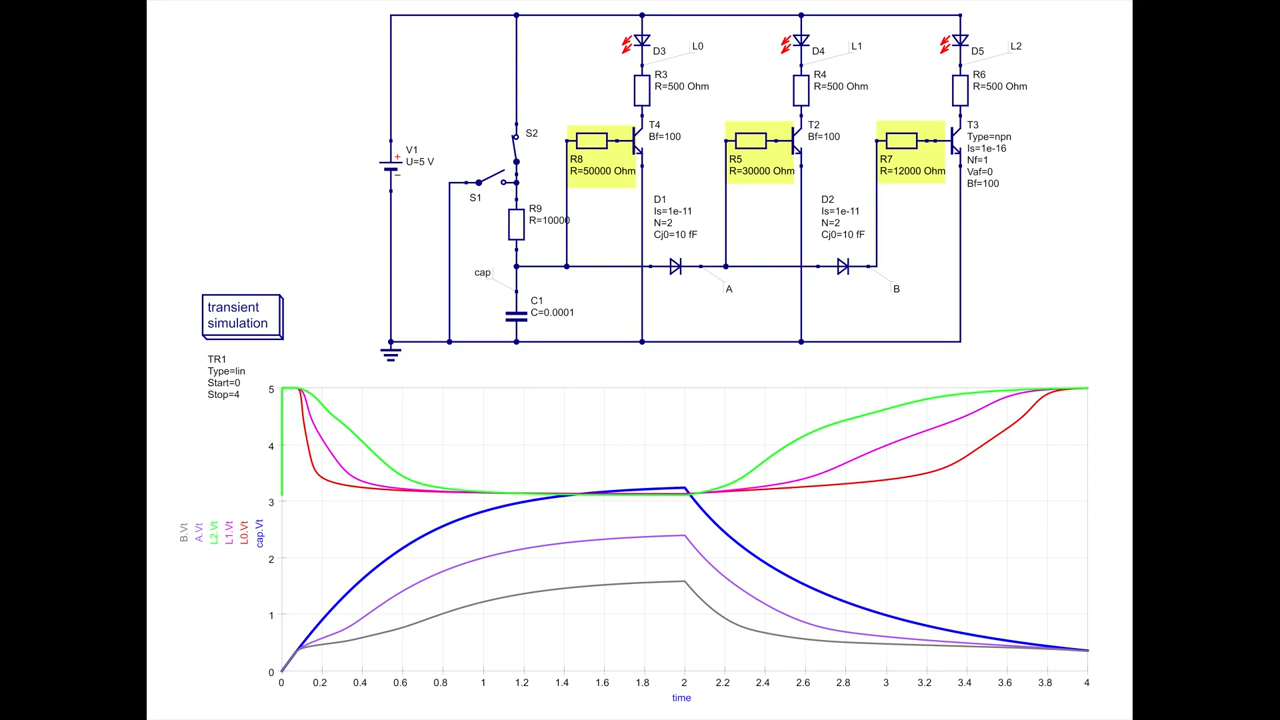 D3
L0
D4
L1
D5
L2
R3
R=500 Ohm
R4
R=500 Ohm
R6
R=500 Ohm
V1
U=5 V
+
−
S2
S1
T4
Bf=100
T2
Bf=100
T3
Type=npn
Is=1e-16
Nf=1
Vaf=0
Bf=100
R8
R=50000 Ohm
R5
R=30000 Ohm
R7
R=12000 Ohm
R9
R=10000
D1
Is=1e-11
N=2
Cj0=10 fF
D2
Is=1e-11
N=2
Cj0=10 fF
cap
A
B
C1
C=0.0001
transient
simulation
TR1
Type=lin
Start=0
Stop=4
5
4
3
2
1
0
B.Vt
A.Vt
L2.Vt
L1.Vt
L0.Vt
cap.Vt
0 0.2 0.4 0.6 0.8 1 1.2 1.4 1.6 1.8 2 2.2 2.4 2.6 2.8 3 3.2 3.4 3.6 3.8 4
time